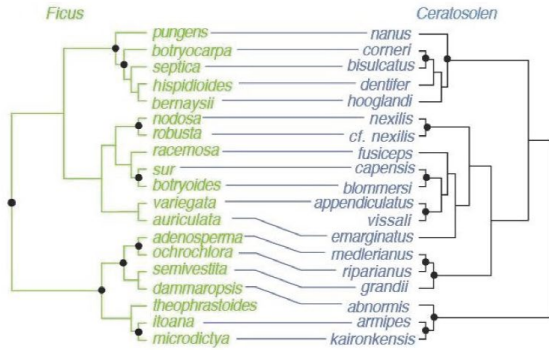 Ficus Ceratosolen
pungens nanus
botryocarpa corneri
septica bisulcatus
hispidioides dentifer
bernaysii hooglandi
nodosa nexilis
robusta cf. nexilis
racemosa fusiceps
sur capensis
botryoides blommersi
variegata appendiculatus
auriculata vissali
emarginatus
adenosperma medlerianus
ochrochlora riparianus
semivestita grandii
dammaropsis abnormis
theophrastoides
itoana armipes
microdictya kaironkensis